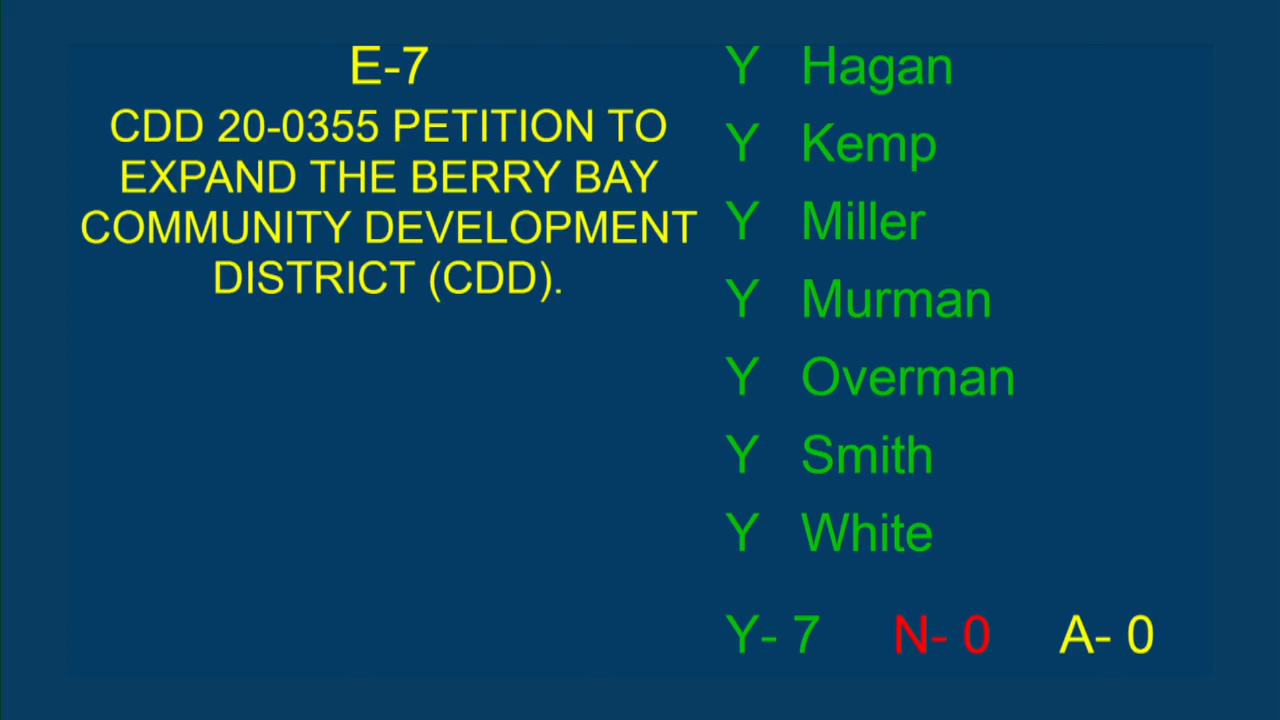 E-7
CDD 20-0355 PETITION TO
EXPAND THE BERRY BAY
COMMUNITY DEVELOPMENT
DISTRICT (CDD).
Y Hagan
Y Kemp
Y Miller
Y Murman
Y Overman
Y Smith
Y White
Y- 7 N- 0 A- 0